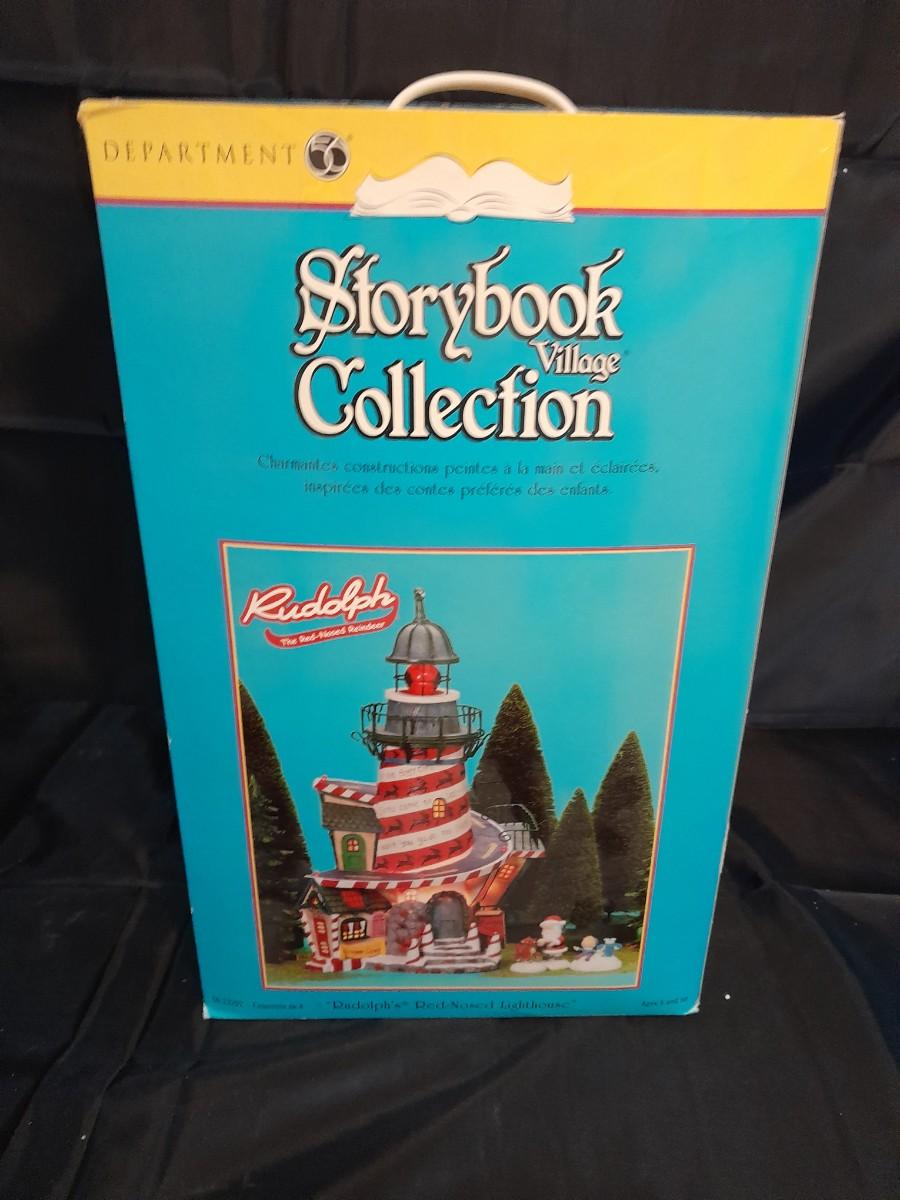 DEPARTMENT 56
Storybook
Village
Collection
Charmantes constructions peintes à la main et éclairées,
inspirées des contes préférés des enfants.
Rudolph
The Red-Nosed Reindeer
"Rudolph's® Red-Nosed Lighthouse"